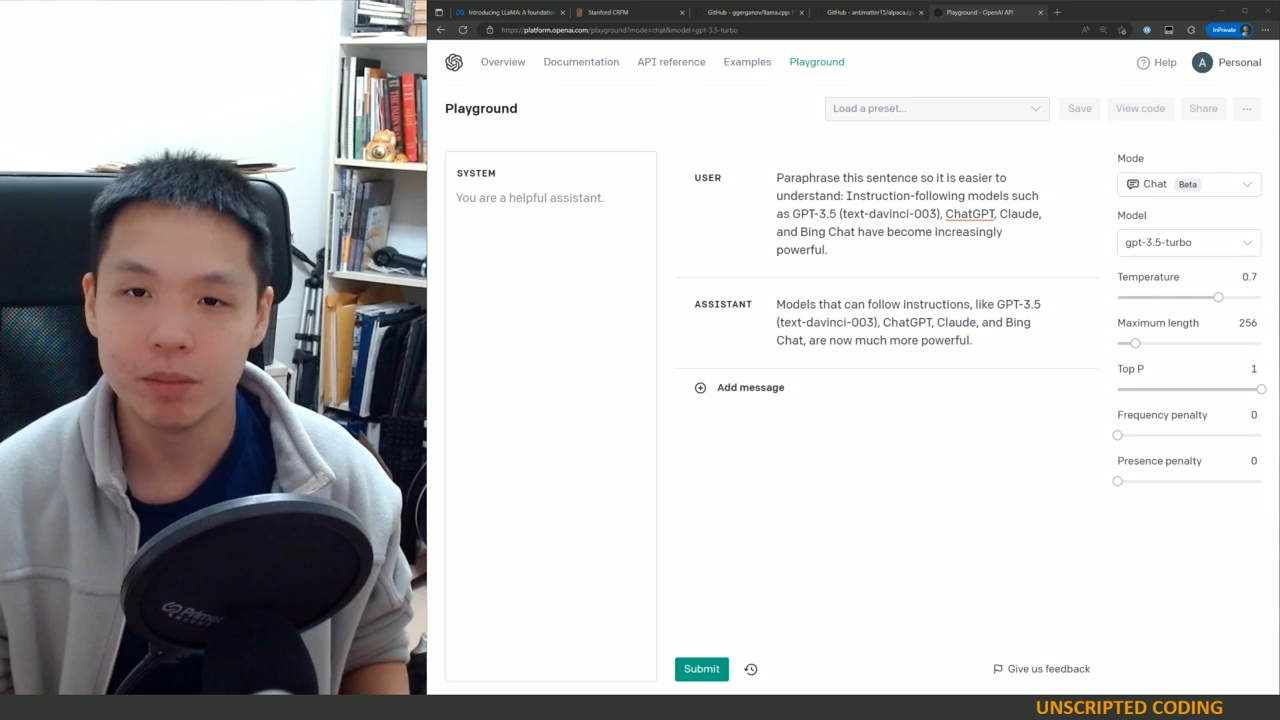 Introducing LLaMA: A foundation
Stanford CRFM
GitHub - ggerganov/llama.cpp:
GitHub - antimatter15/alpaca.cp
Playground - OpenAI API
https://platform.openai.com/playground?mode=chat&model=gpt-3.5-turbo
InPrivate
Overview
Documentation
API reference
Examples
Playground
Help
A
Personal
Playground
Load a preset...
Save
View code
Share
...
SYSTEM
You are a helpful assistant.
USER
Paraphrase this sentence so it is easier to
understand: Instruction-following models such
as GPT-3.5 (text-davinci-003), ChatGPT, Claude,
and Bing Chat have become increasingly
powerful.
ASSISTANT
Models that can follow instructions, like GPT-3.5
(text-davinci-003), ChatGPT, Claude, and Bing
Chat, are now much more powerful.
Add message
Submit
Give us feedback
Mode
Chat Beta
Model
gpt-3.5-turbo
Temperature 0.7
Maximum length 256
Top P 1
Frequency penalty 0
Presence penalty 0
UNSCRIPTED CODING